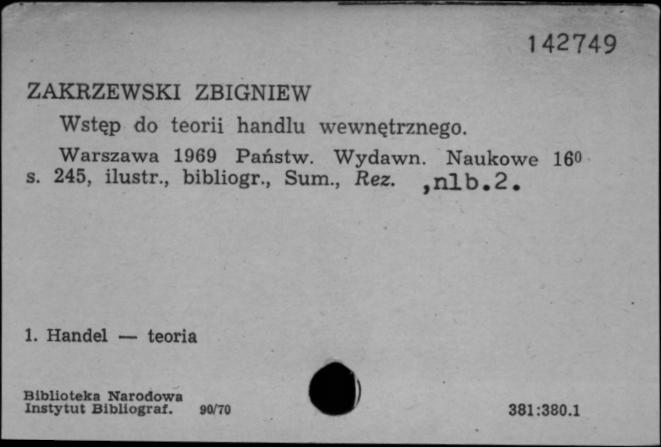 142749
ZAKRZEWSKI ZBIGNIEW
Wstęp do teorii handlu wewnętrznego.
Warszawa 1969 Państw. Wydawn. Naukowe 16⁰
s. 245, ilustr., bibliogr., Sum., Rez. ,nlb.2.
1. Handel — teoria
Biblioteka Narodowa
Instytut Bibliograf. 90/70 381:380.1